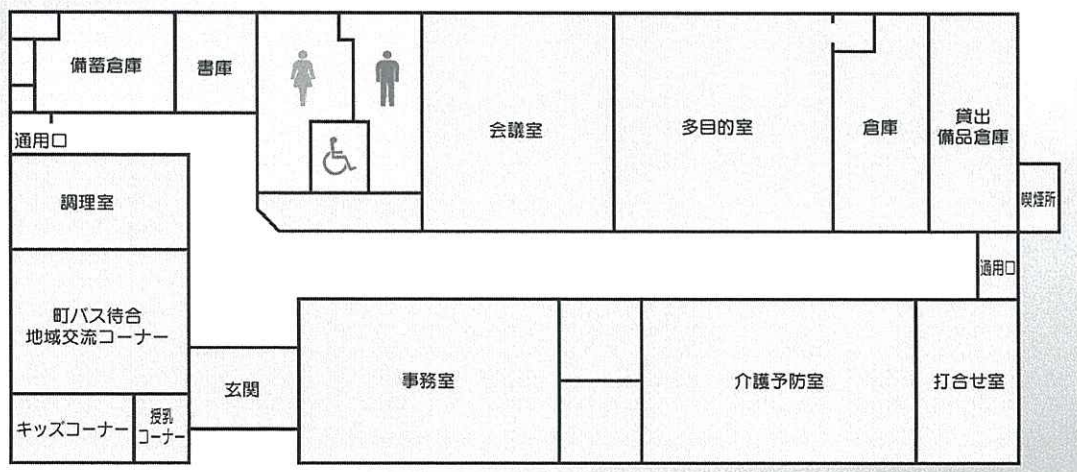 備蓄倉庫
書庫
会議室
多目的室
倉庫
貸出
備品倉庫
通用口
調理室
喫煙所
通用口
町バス待合
地域交流コーナー
玄関
事務室
介護予防室
打合せ室
キッズコーナー
授乳
コーナー